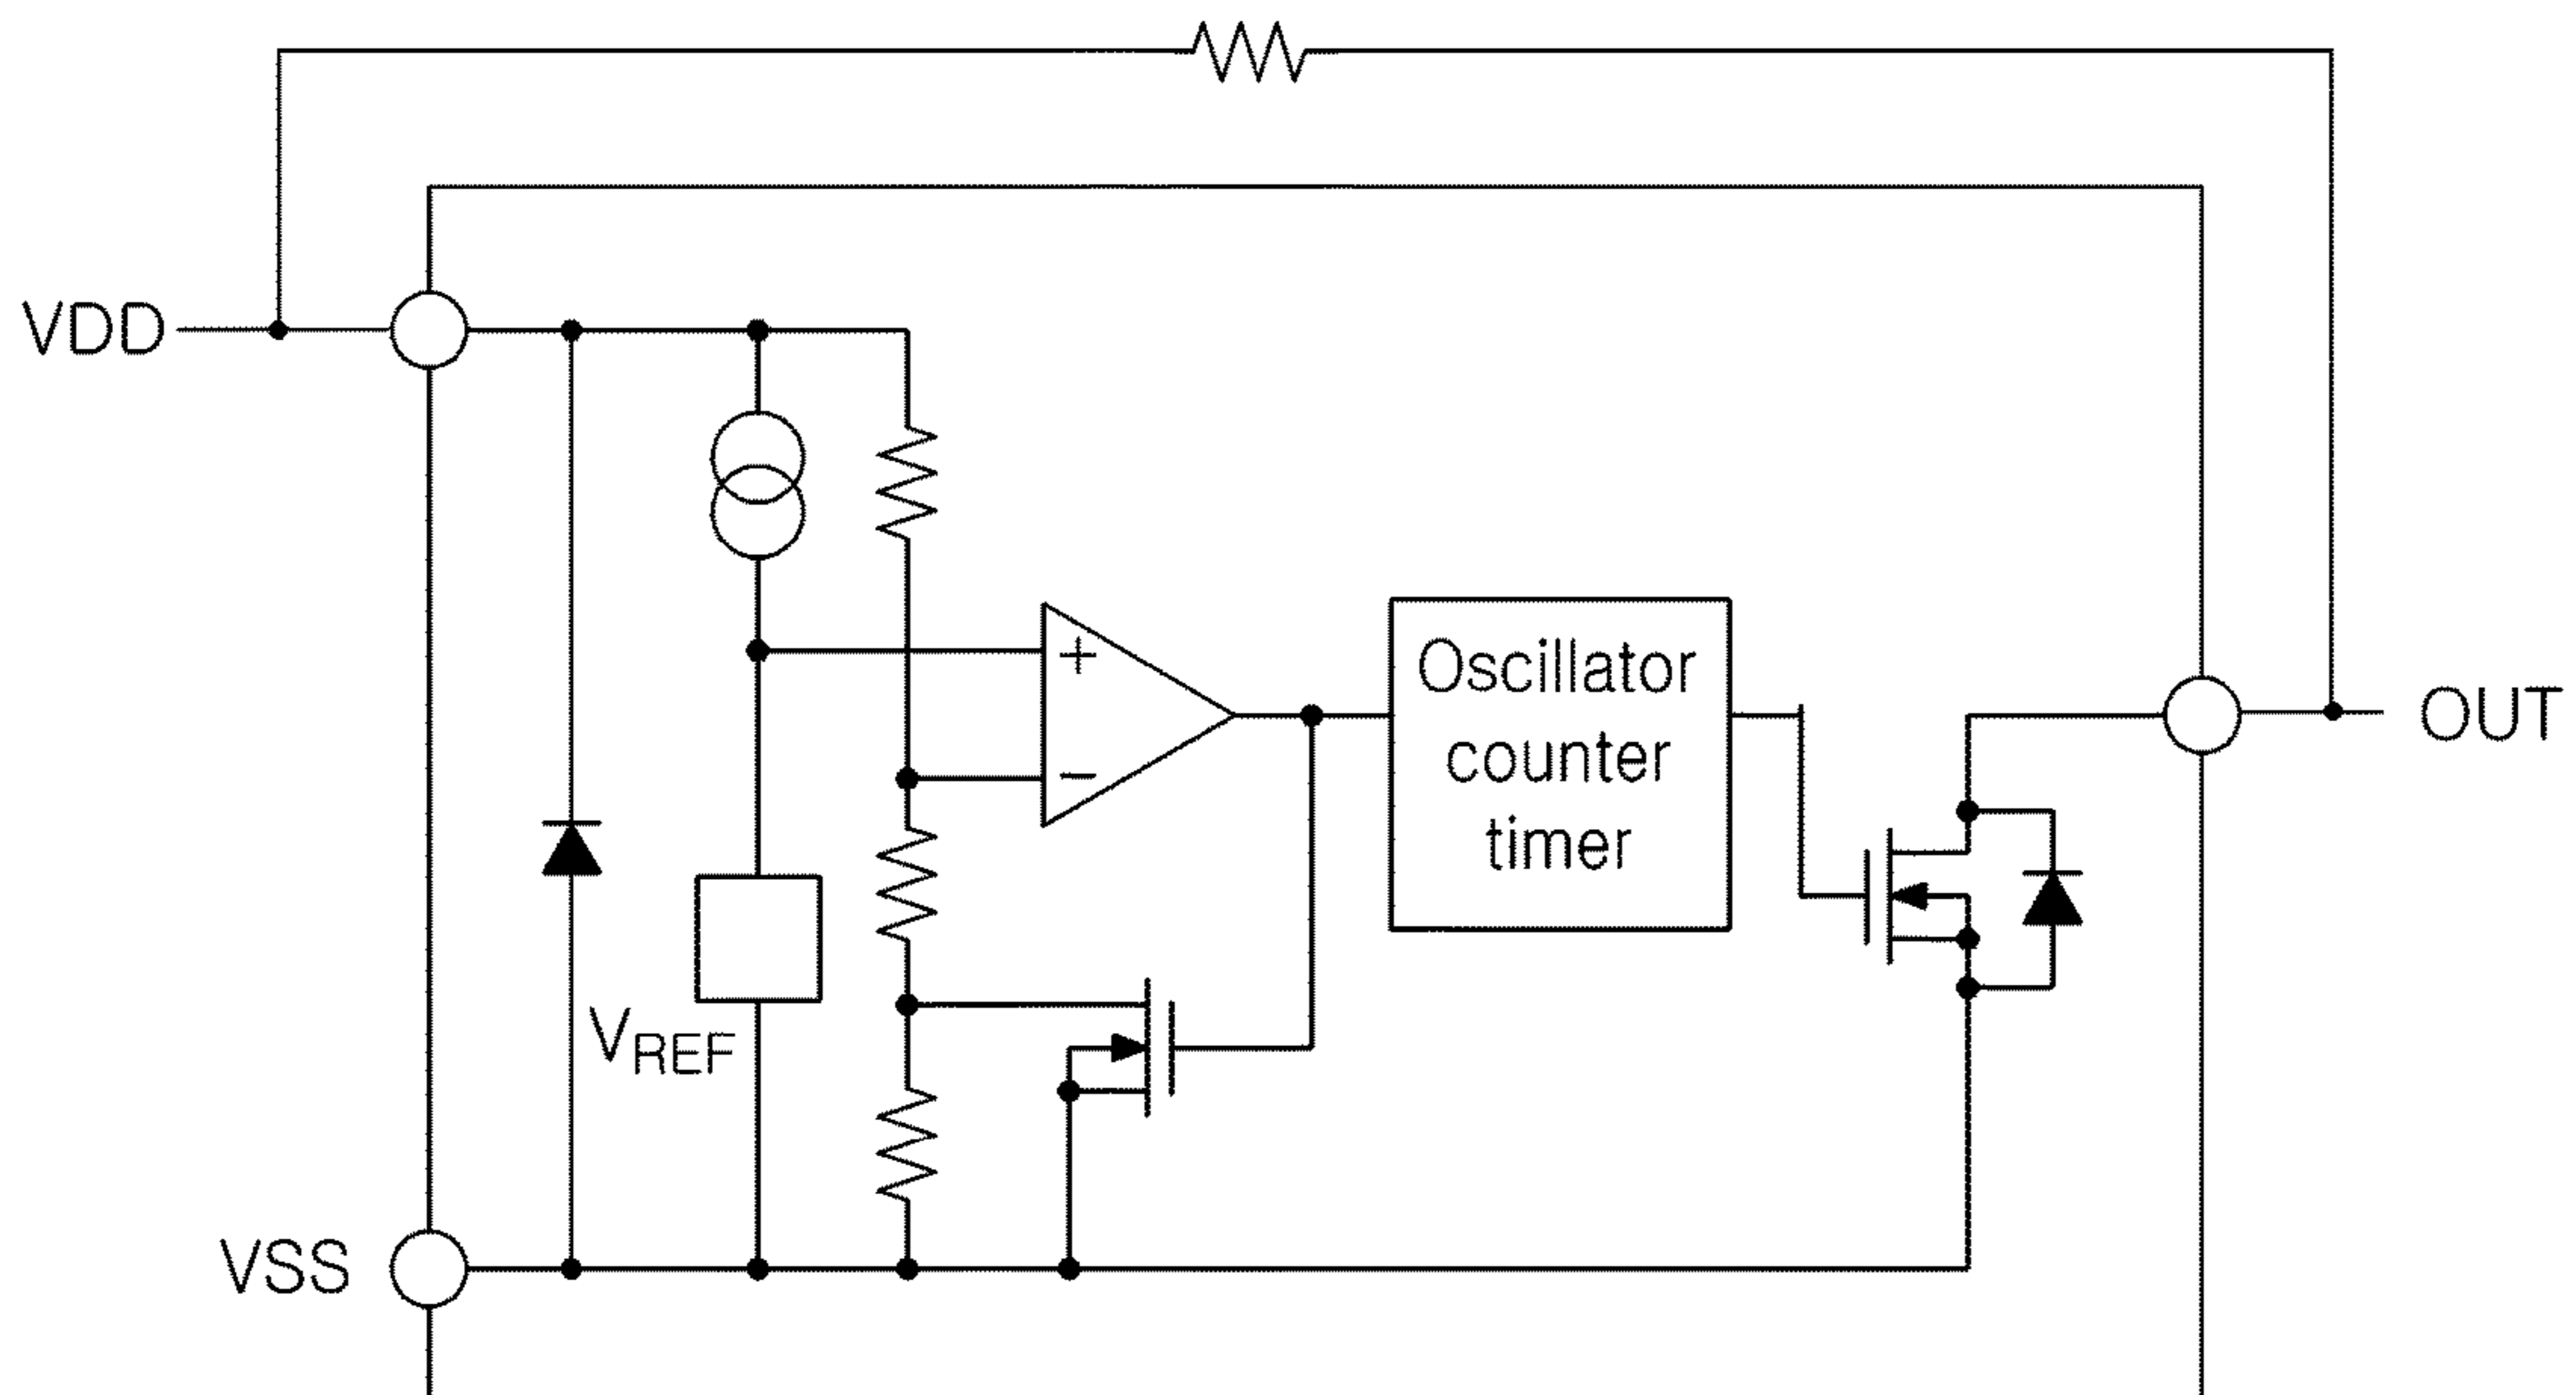 VDD
+
−
Oscillator
counter
timer
OUT
VREF
VSS